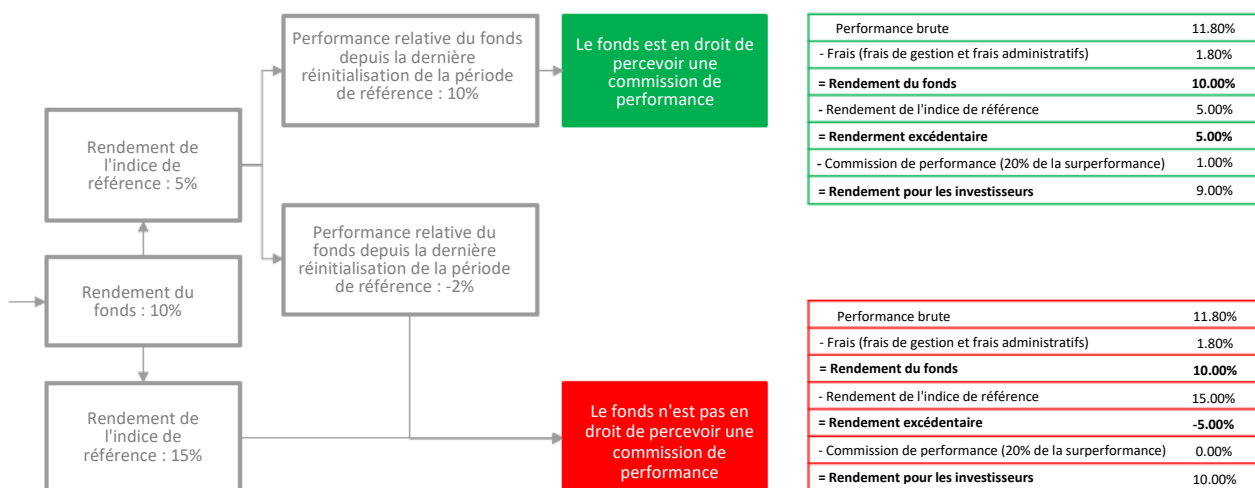 Performance relative du fonds
depuis la dernière
réinitialisation de la période
de référence : 10%
Le fonds est en droit de
percevoir une
commission de
performance
Rendement de
l'indice de
référence : 5%
Performance relative du
fonds depuis la dernière
réinitialisation de la période
de référence : -2%
Rendement du
fonds : 10%
Rendement de
l'indice de
référence : 15%
Le fonds n'est pas en
droit de percevoir une
commission de
performance
Performance brute 11.80%
- Frais (frais de gestion et frais administratifs) 1.80%
= Rendement du fonds 10.00%
- Rendement de l'indice de référence 5.00%
= Renderment excédentaire 5.00%
- Commission de performance (20% de la surperformance) 1.00%
= Rendement pour les investisseurs 9.00%
Performance brute 11.80%
- Frais (frais de gestion et frais administratifs) 1.80%
= Rendement du fonds 10.00%
- Rendement de l'indice de référence 15.00%
= Rendement excédentaire -5.00%
- Commission de performance (20% de la surperformance) 0.00%
= Rendement pour les investisseurs 10.00%